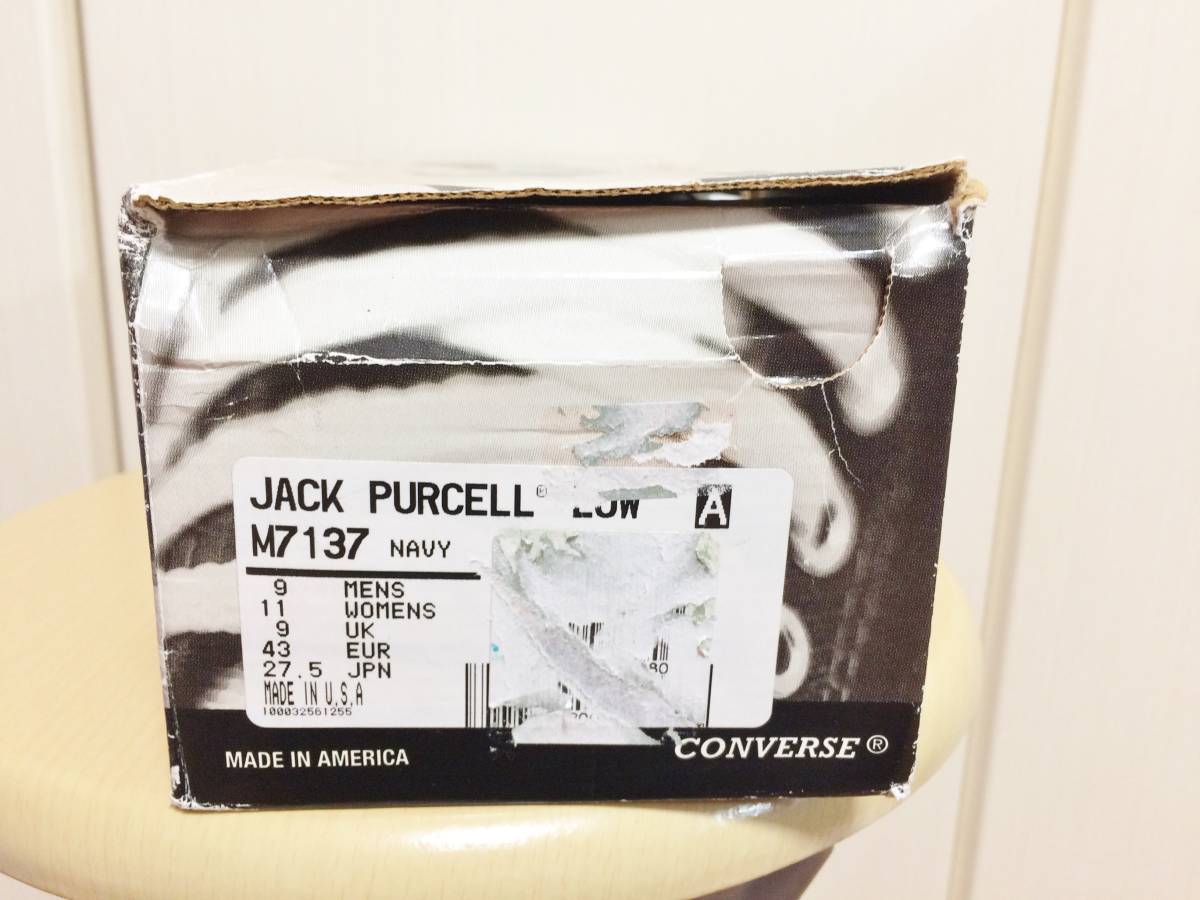 JACK PURCELL® LOW A
M7137 NAVY
9 MENS
11 WOMENS
9 UK
43 EUR
27.5 JPN
MADE IN U.S.A
100032561255
80
MADE IN AMERICA
CONVERSE®